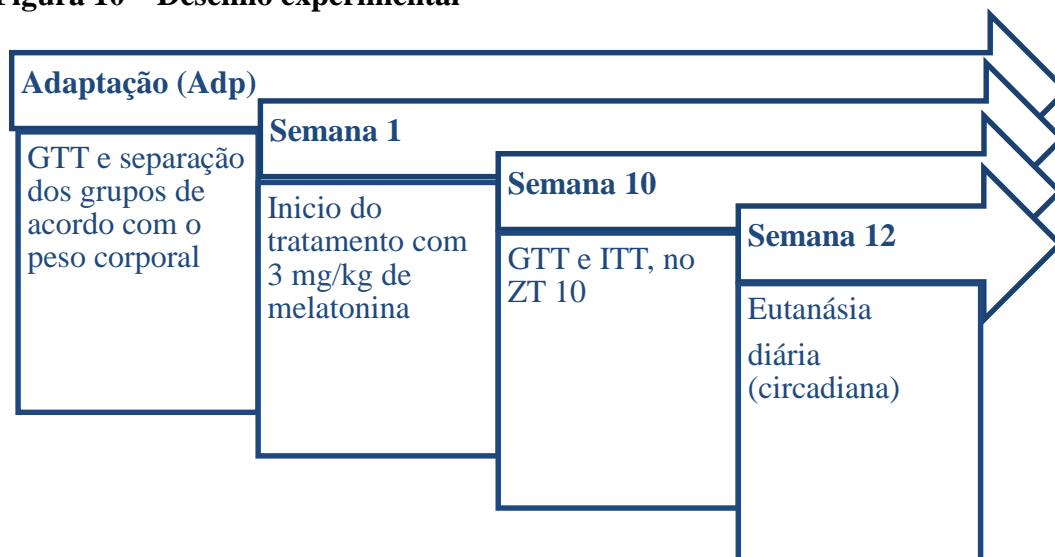 Figura 10 – Desenho experimental
Adaptação (Adp)
GTT e separação
dos grupos de
acordo com o
peso corporal
Semana 1
Inicio do
tratamento com
3 mg/kg de
melatonina
Semana 10
GTT e ITT, no
ZT 10
Semana 12
Eutanásia
diária
(circadiana)